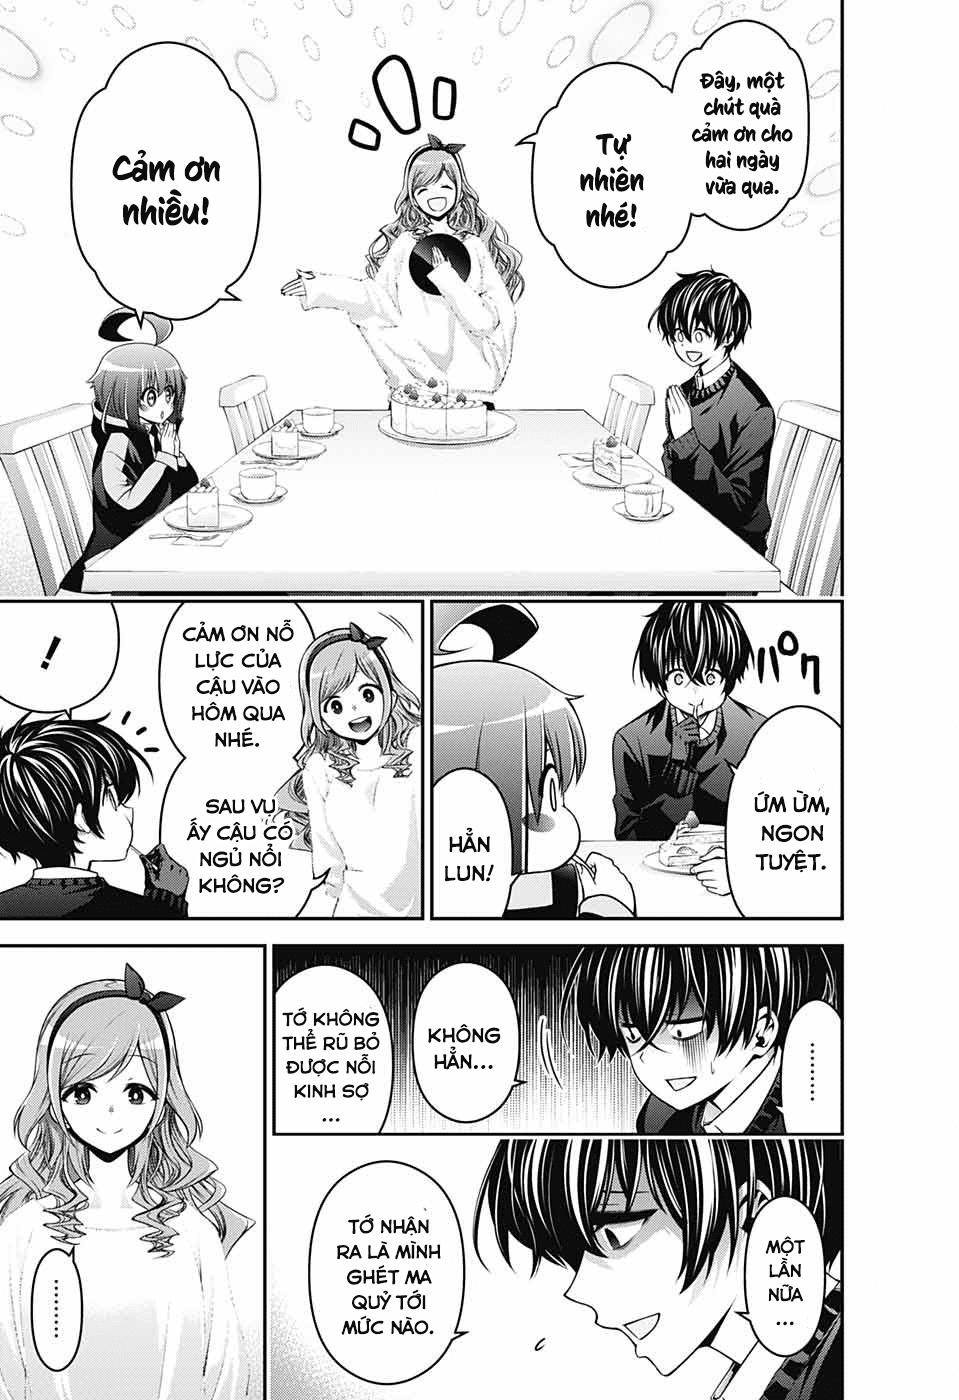 Đây, một
chút quà
cảm ơn cho
hai ngày
vừa qua.
Tự
nhiên
nhé!
Cảm ơn
nhiều!
ỨM ỪM,
NGON
TUYỆT.
HẲN
LUN!
CẢM ƠN NỖ
LỰC CỦA
CẬU VÀO
HÔM QUA
NHÉ.
SAU VỤ
ẤY CẬU CÓ
NGỦ NỔI
KHÔNG?
!
………
KHÔNG
HẲN…
TỚ KHÔNG
THỂ RŨ BỎ
ĐƯỢC NỖI
KINH SỢ
…
MỘT
LẦN
NỮA
…
TỚ NHẬN
RA LÀ MÌNH
GHÉT MA
QUỶ TỚI
MỨC NÀO.
………